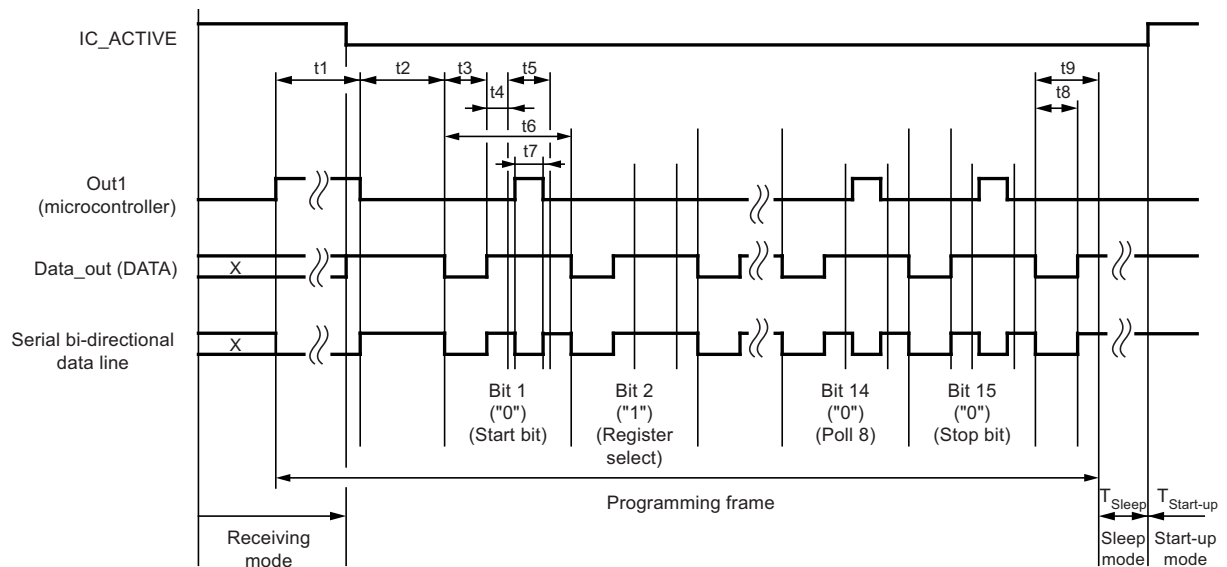 IC_ACTIVE
t1
t2
t3
t5
t9
t4
t8
t6
t7
Out1
(microcontroller)
Data_out (DATA)
X
Serial bi-directional
data line
X
Bit 1
("0")
(Start bit)
Bit 2
("1")
(Register
select)
Bit 14
("0")
(Poll 8)
Bit 15
("0")
(Stop bit)
Programming frame
TSleep
TStart-up
Receiving
mode
Sleep
mode
Start-up
mode